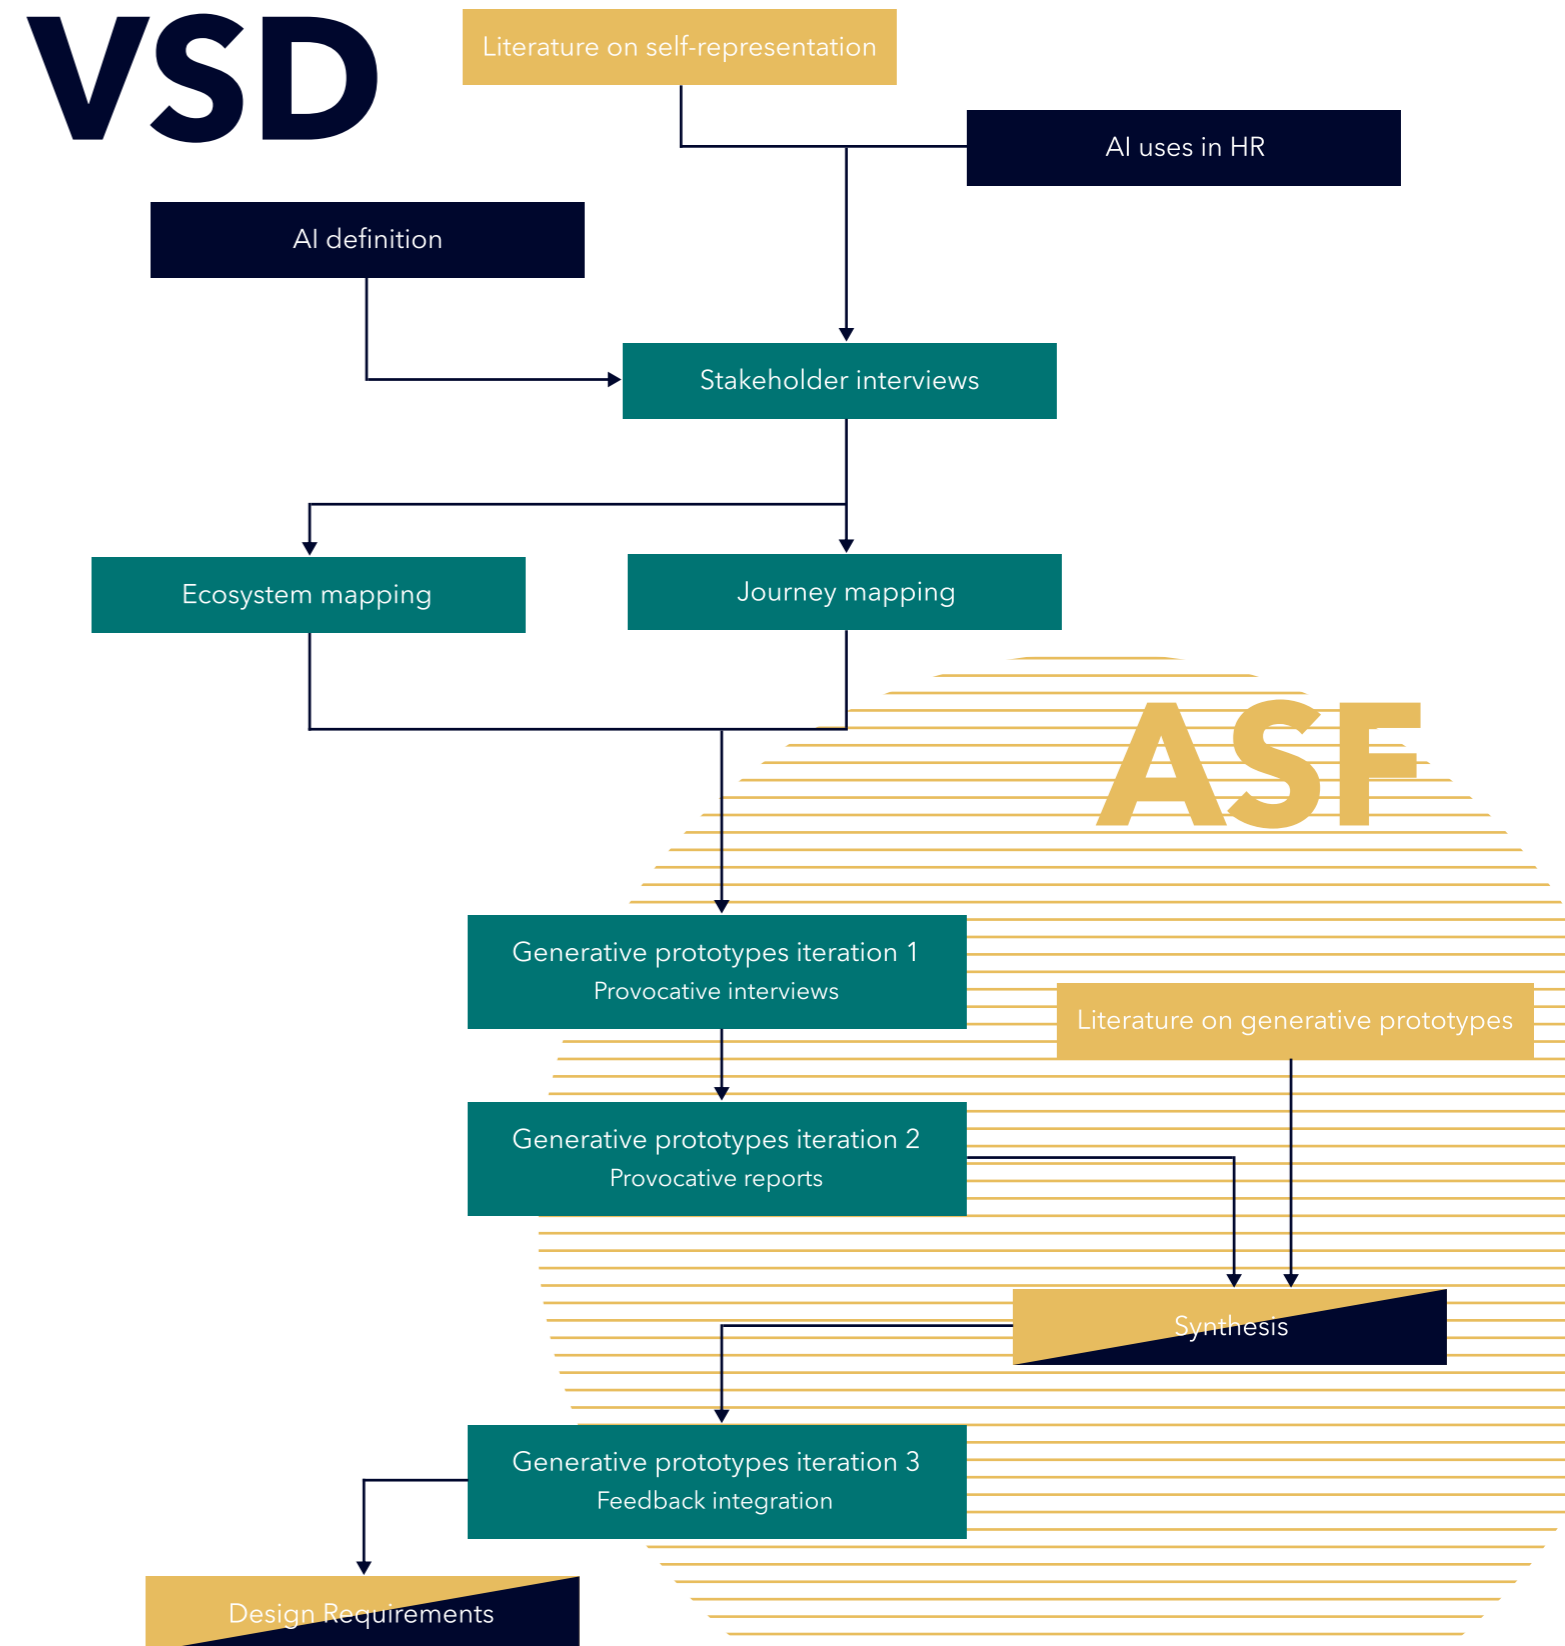 VSD
Literature on self-representation
AI uses in HR
AI definition
Stakeholder interviews
Ecosystem mapping
Journey mapping
ASF
Generative prototypes iteration 1
Provocative interviews
Literature on generative prototypes
Generative prototypes iteration 2
Provocative reports
Synthesis
Generative prototypes iteration 3
Feedback integration
Design Requirements